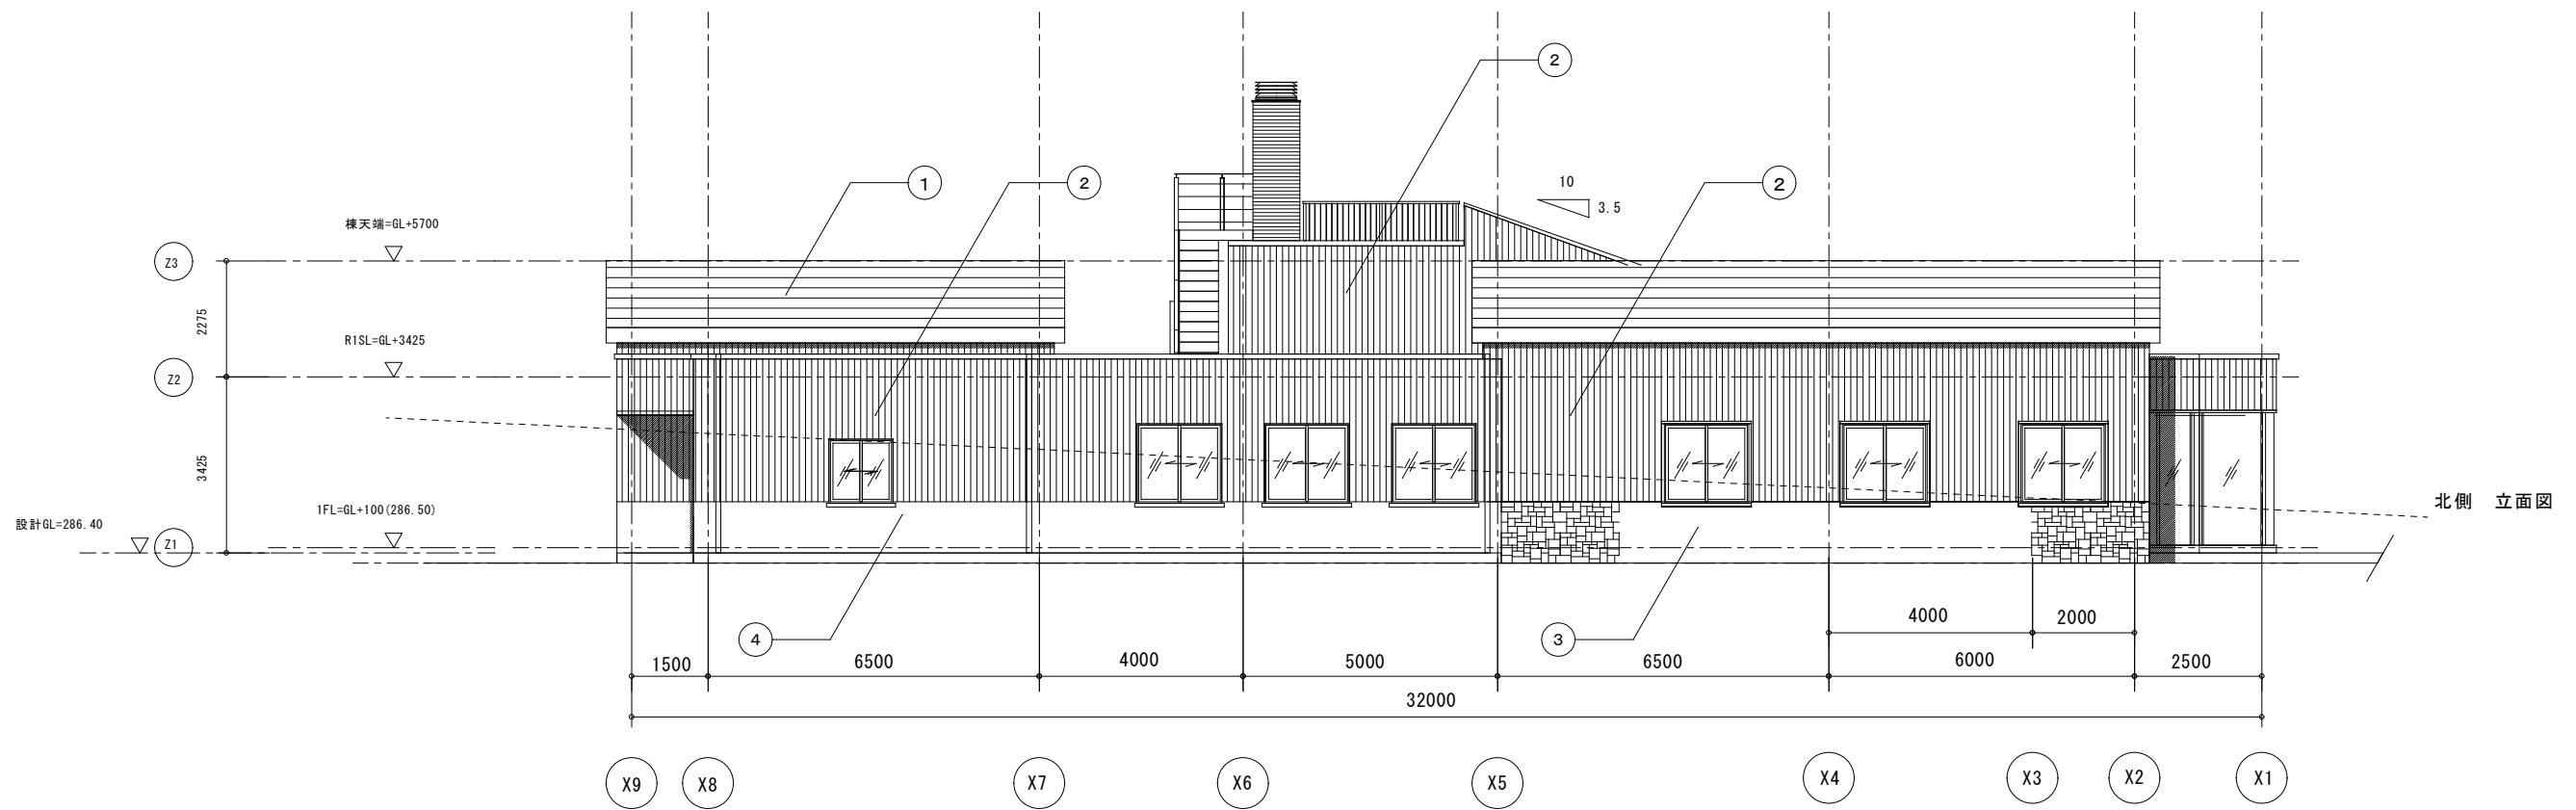 ②
① ② ② 10
3.5
棟天端=GL+5700
Z3
2275
R1SL=GL+3425
Z2
3425
1FL=GL+100(286.50)
設計GL=286.40
Z1
北側 立面図
④ ③
4000 2000
1500 6500 4000 5000 6500 6000 2500
32000
X9 X8 X7 X6 X5 X4 X3 X2 X1